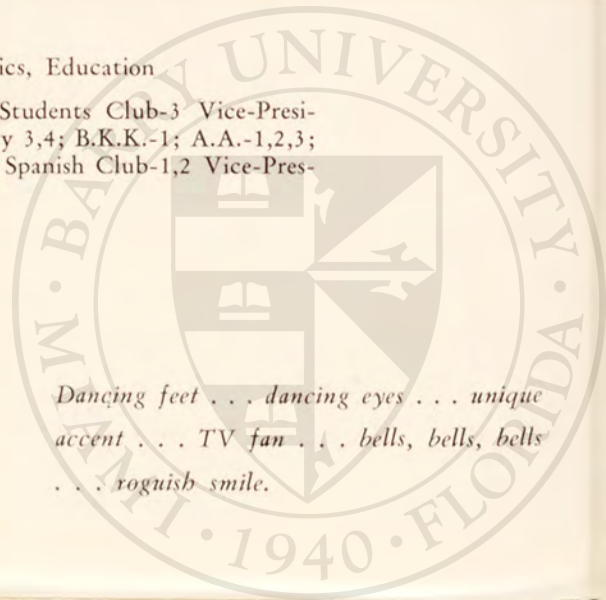 ics, Education
Students Club-3 Vice-Presi-
y 3,4; B.K.K.-1; A.A.-1,2,3;
Spanish Club-1,2 Vice-Pres-
Dancing feet . . . dancing eyes . . . unique
accent . . . TV fan . . . bells, bells, bells
. . . roguish smile.
BARRY UNIVERSITY
MIAMI • 1940 • FLORIDA